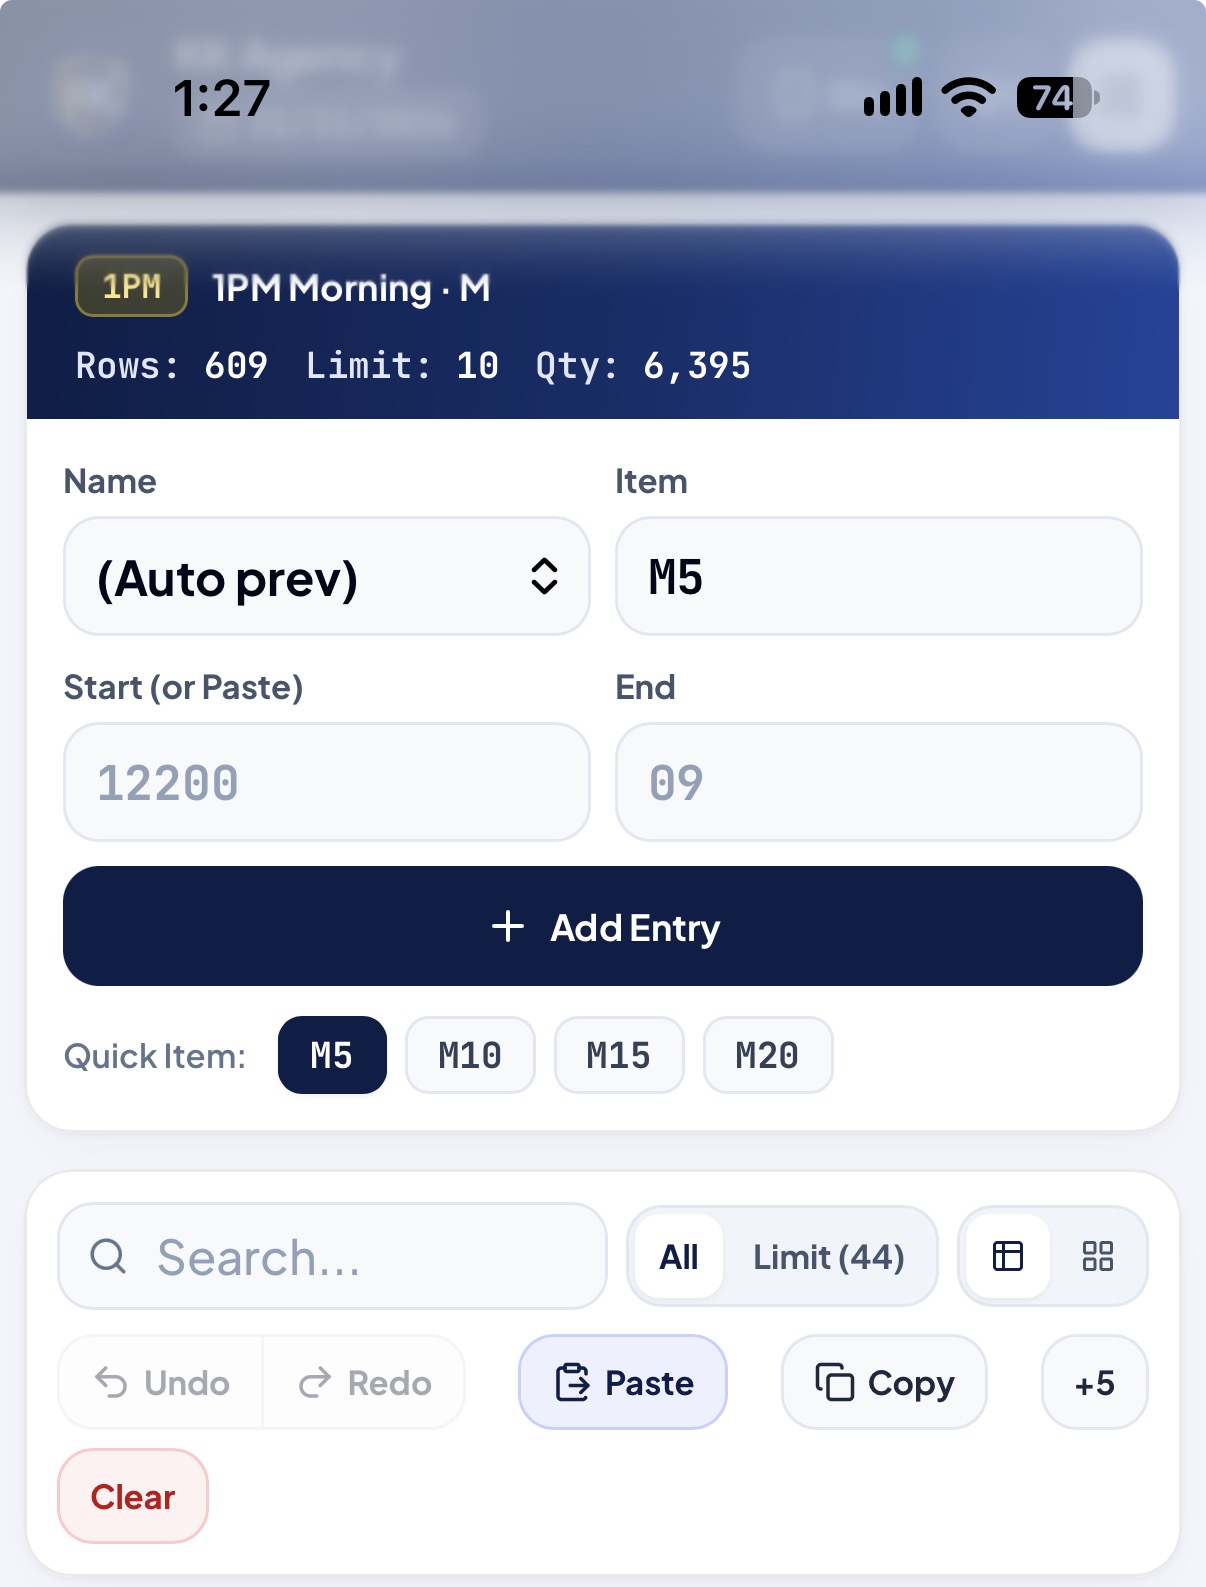 1:27
74
1PM 1PM Morning · M
Rows: 609 Limit: 10 Qty: 6,395
Name Item
(Auto prev) M5
Start (or Paste) End
12200 09
+ Add Entry
Quick Item: M5 M10 M15 M20
Search... All Limit (44)
Undo Redo Paste Copy +5
Clear